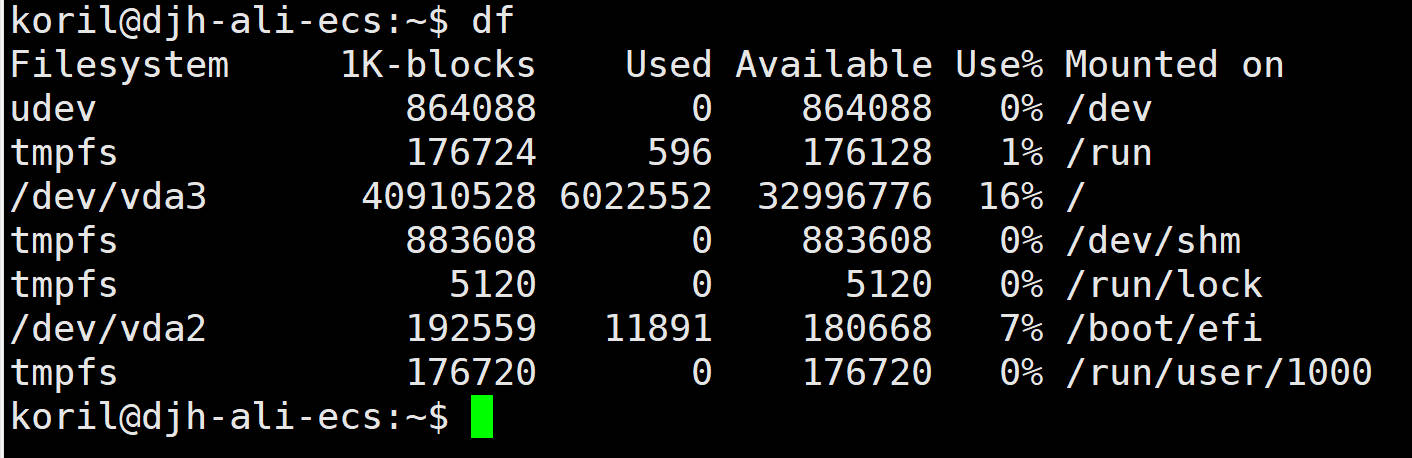 koril@djh-ali-ecs:~$ df
Filesystem     1K-blocks    Used Available Use% Mounted on
udev              864088       0    864088   0% /dev
tmpfs             176724     596    176128   1% /run
/dev/vda3       40910528 6022552  32996776  16% /
tmpfs             883608       0    883608   0% /dev/shm
tmpfs               5120       0      5120   0% /run/lock
/dev/vda2         192559   11891    180668   7% /boot/efi
tmpfs             176720       0    176720   0% /run/user/1000
koril@djh-ali-ecs:~$